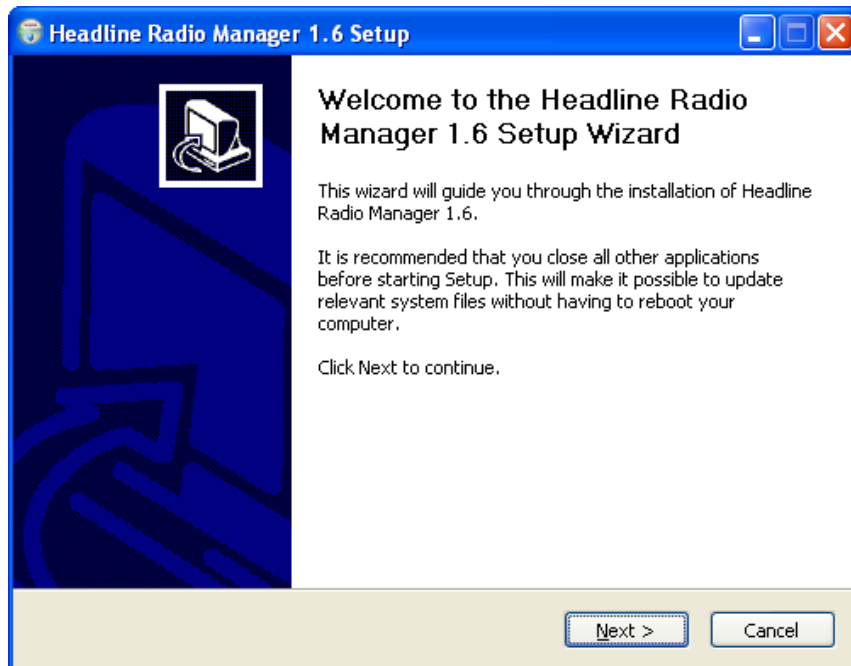 Headline Radio Manager 1.6 Setup
Welcome to the Headline Radio
Manager 1.6 Setup Wizard
This wizard will guide you through the installation of Headline
Radio Manager 1.6.
It is recommended that you close all other applications
before starting Setup. This will make it possible to update
relevant system files without having to reboot your
computer.
Click Next to continue.
Next > Cancel